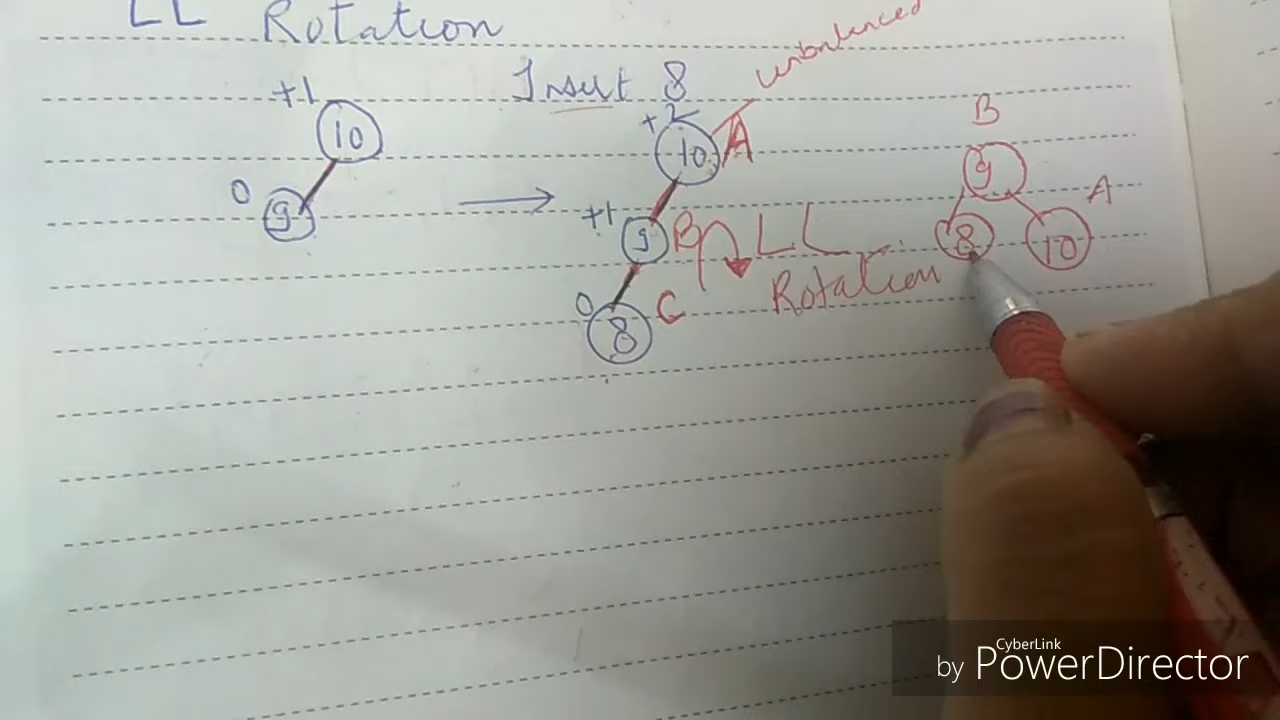 LL Rotation
Insert 8
unbalanced
+1
10
0
9
+2
10 A
+1
9 B
0
8 C
LL
Rotation
B
9
A
8
10
CyberLink
by PowerDirector